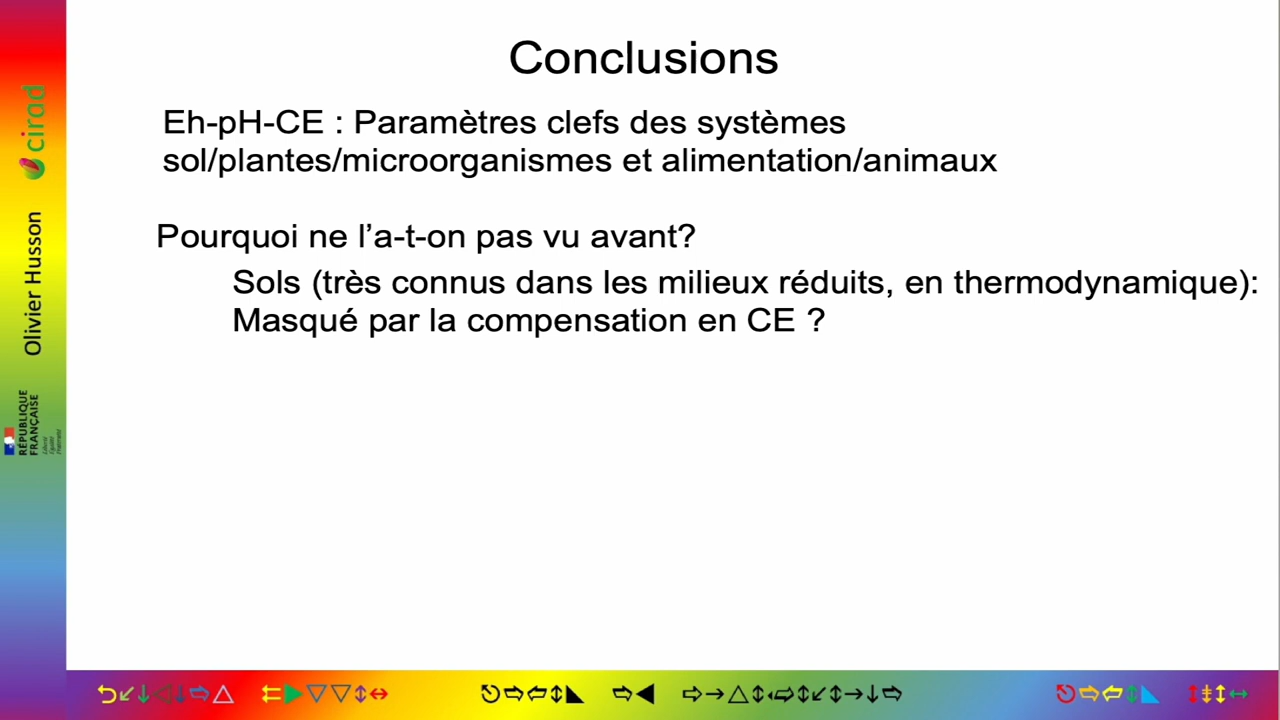 Conclusions
Eh-pH-CE : Paramètres clefs des systèmes
sol/plantes/microorganismes et alimentation/animaux
Pourquoi ne l’a-t-on pas vu avant?
Sols (très connus dans les milieux réduits, en thermodynamique):
Masqué par la compensation en CE ?
cirad
Olivier Husson
RÉPUBLIQUE
FRANÇAISE